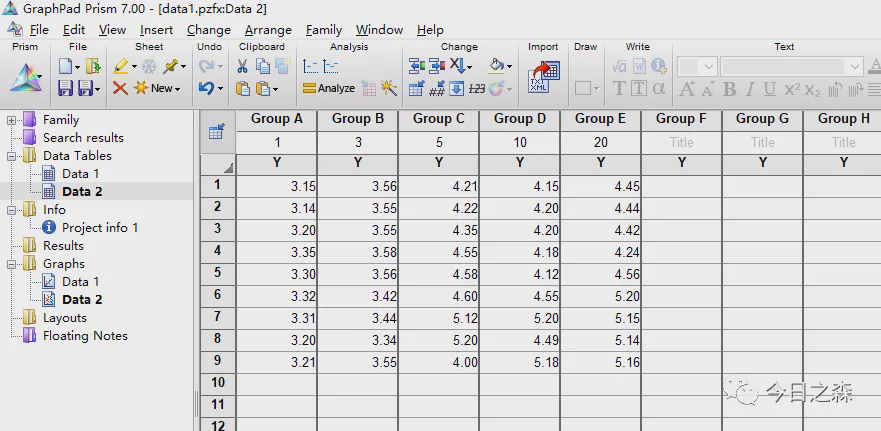 GraphPad Prism 7.00 - [data1.pzfx:Data 2]
File Edit View Insert Change Arrange Family Window Help
Prism File Sheet Undo Clipboard Analysis Change Import Draw Write Text
New
Analyze 123
TXT
XML
√α
T T
A A B I U X² X₂
Family
Search results
Data Tables
Data 1
Data 2
Info
Project info 1
Results
Graphs
Data 1
Data 2
Layouts
Floating Notes
Group A Group B Group C Group D Group E Group F Group G Group H
1 3 5 10 20 Title Title Title
Y Y Y Y Y Y Y Y
1 3.15 3.56 4.21 4.15 4.45
2 3.14 3.55 4.22 4.20 4.44
3 3.20 3.55 4.35 4.20 4.42
4 3.35 3.58 4.55 4.18 4.24
5 3.30 3.56 4.58 4.12 4.56
6 3.32 3.42 4.60 4.55 5.20
7 3.31 3.44 5.12 5.20 5.15
8 3.20 3.34 5.20 4.49 5.14
9 3.21 3.55 4.00 5.18 5.16
10
11
12
今日之森